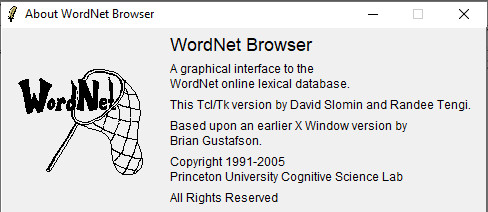 About WordNet Browser
WordNet
WordNet Browser
A graphical interface to the
WordNet online lexical database.
This Tcl/Tk version by David Slomin and Randee Tengi.
Based upon an earlier X Window version by
Brian Gustafson.
Copyright 1991-2005
Princeton University Cognitive Science Lab
All Rights Reserved